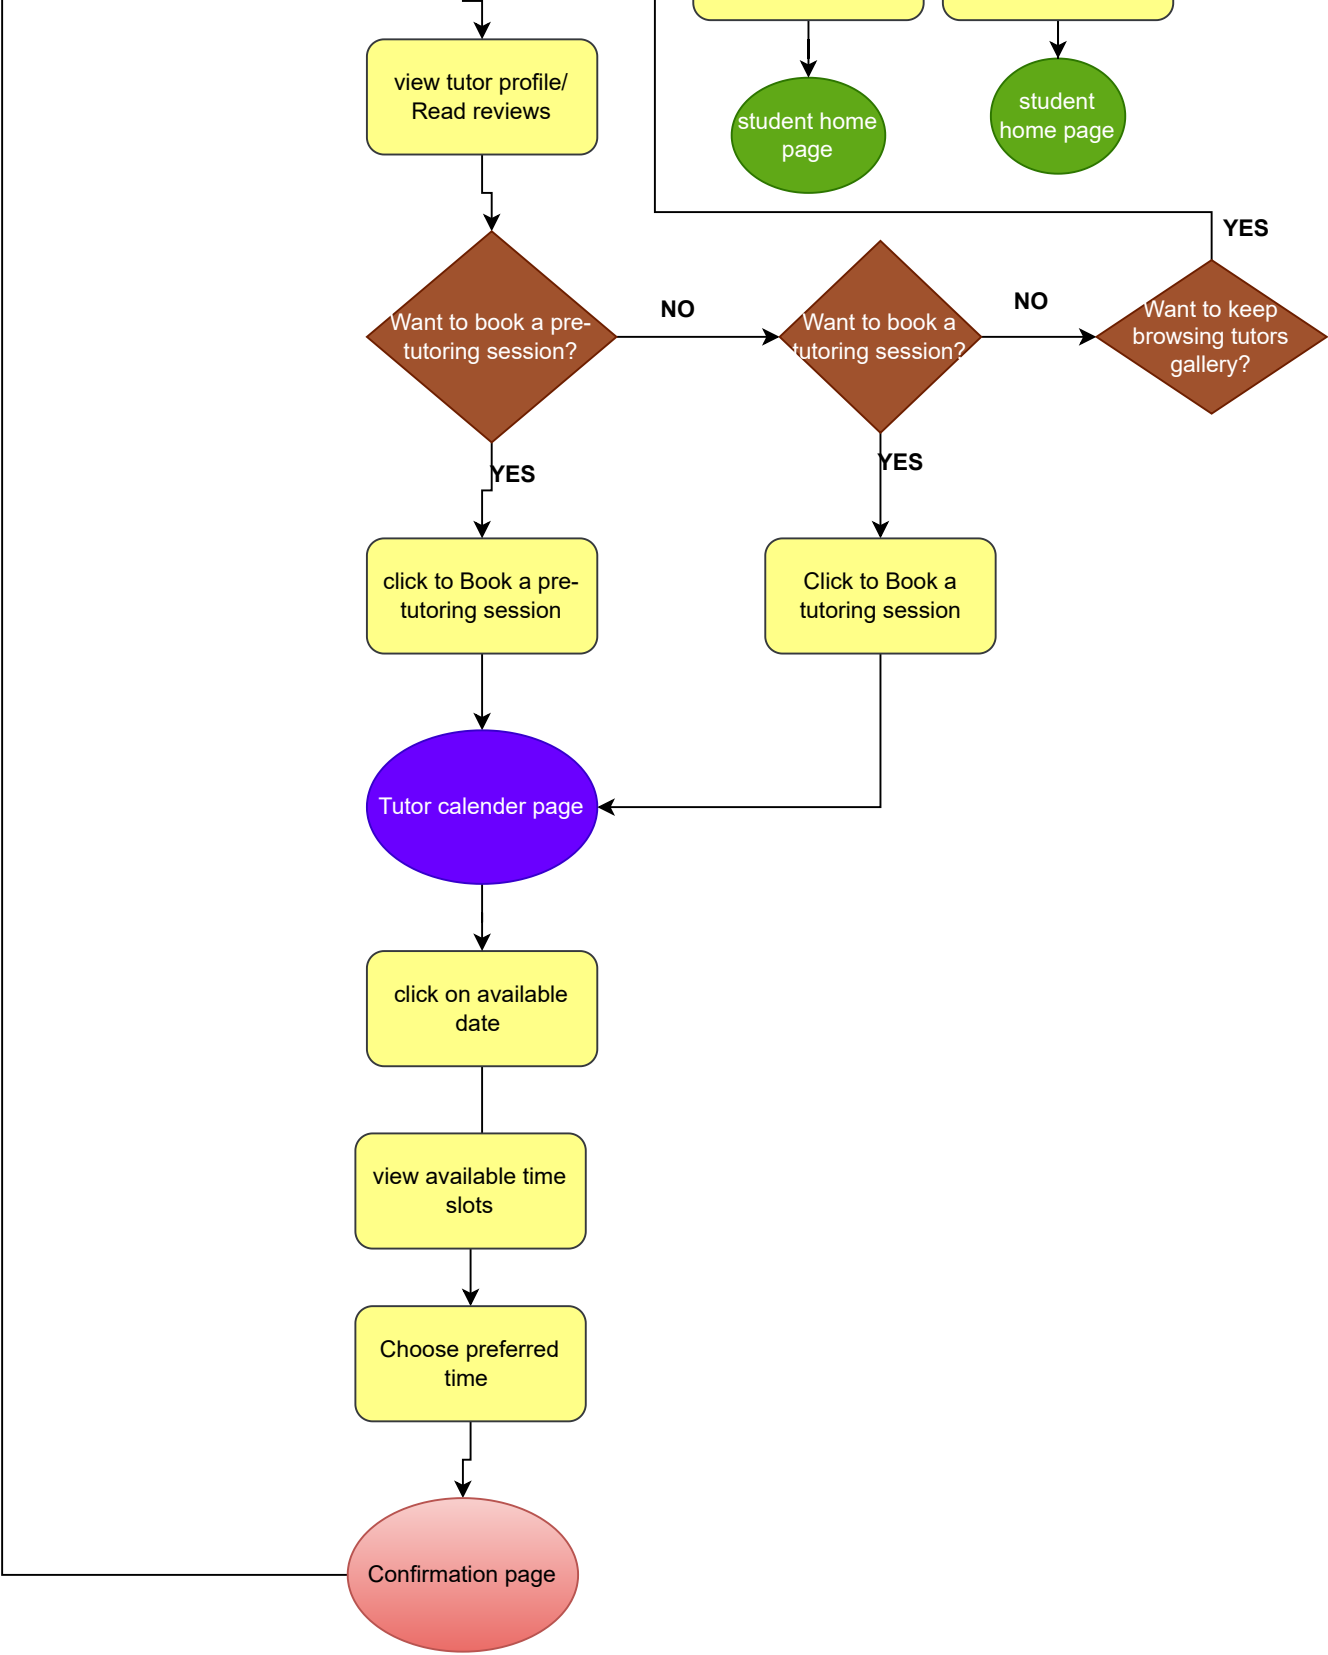 view tutor profile/
Read reviews
student home
page
student
home page
YES
Want to book a pre-
tutoring session?
NO
Want to book a
tutoring session?
NO
Want to keep
browsing tutors
gallery?
YES
YES
click to Book a pre-
tutoring session
Click to Book a
tutoring session
Tutor calender page
click on available
date
view available time
slots
Choose preferred
time
Confirmation page